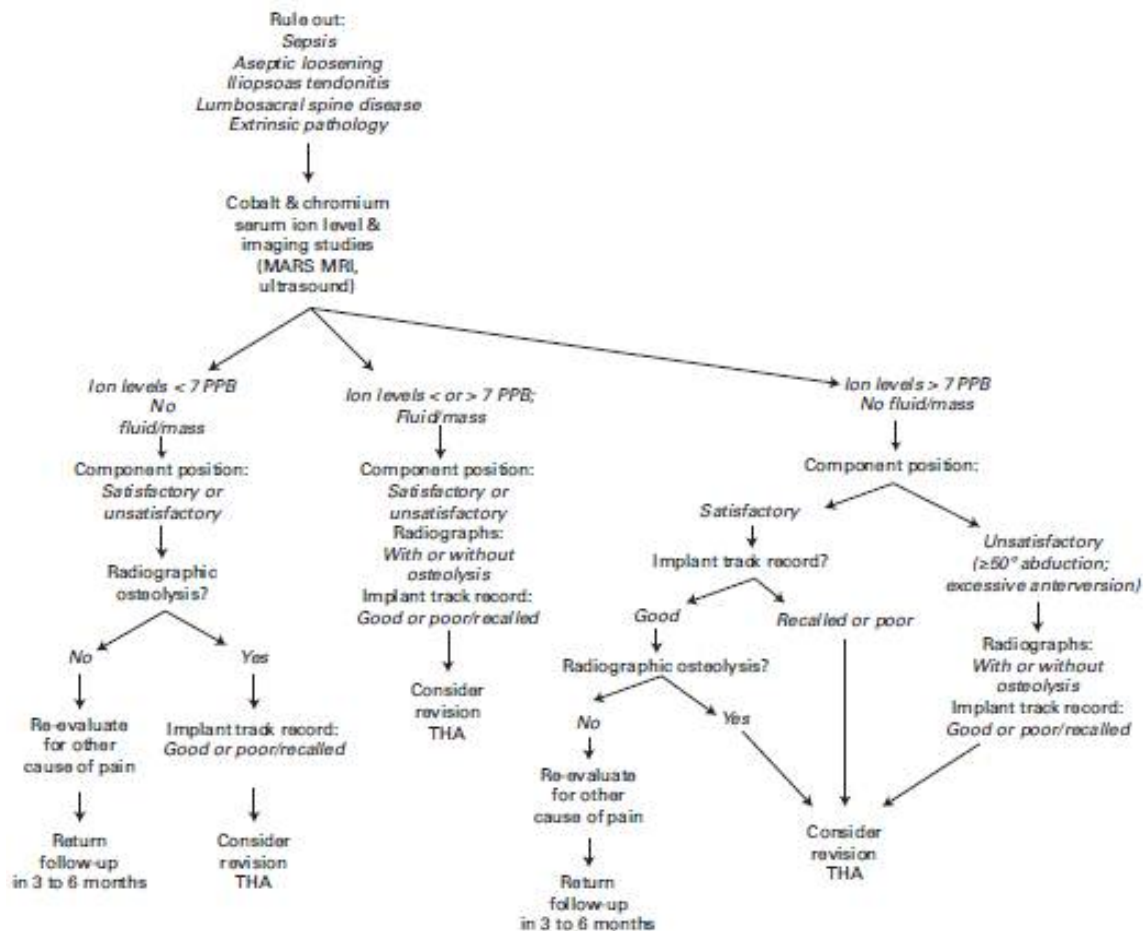 Rule out:
Sepsis
Aseptic loosening
Iliopsoas tendonitis
Lumbosacral spine disease
Extrinsic pathology
Cobalt & chromium
serum ion level &
imaging studies
(MARS MRI,
ultrasound)
Ion levels < 7 PPB
No
fluid/mass
Component position:
Satisfactory or
unsatisfactory
Radiographic
osteolysis?
No
Yes
Re-evaluate
for other
cause of pain
Return
follow-up
in 3 to 6 months
Implant track record:
Good or poor/recalled
Consider
revision
THA
Ion levels < or > 7 PPB;
Fluid/mass
Component position:
Satisfactory or
unsatisfactory
Radiographs:
With or without
osteolysis
Implant track record:
Good or poor/recalled
Consider
revision
THA
Ion levels > 7 PPB
No fluid/mass
Component position:
Satisfactory
Implant track record?
Good
Recalled or poor
Radiographic osteolysis?
No
Yes
Re-evaluate
for other
cause of pain
Return
follow-up
in 3 to 6 months
Unsatisfactory
(≥50° abduction;
excessive anterversion)
Radiographs:
With or without
osteolysis
Implant track record:
Good or poor/recalled
Consider
revision
THA